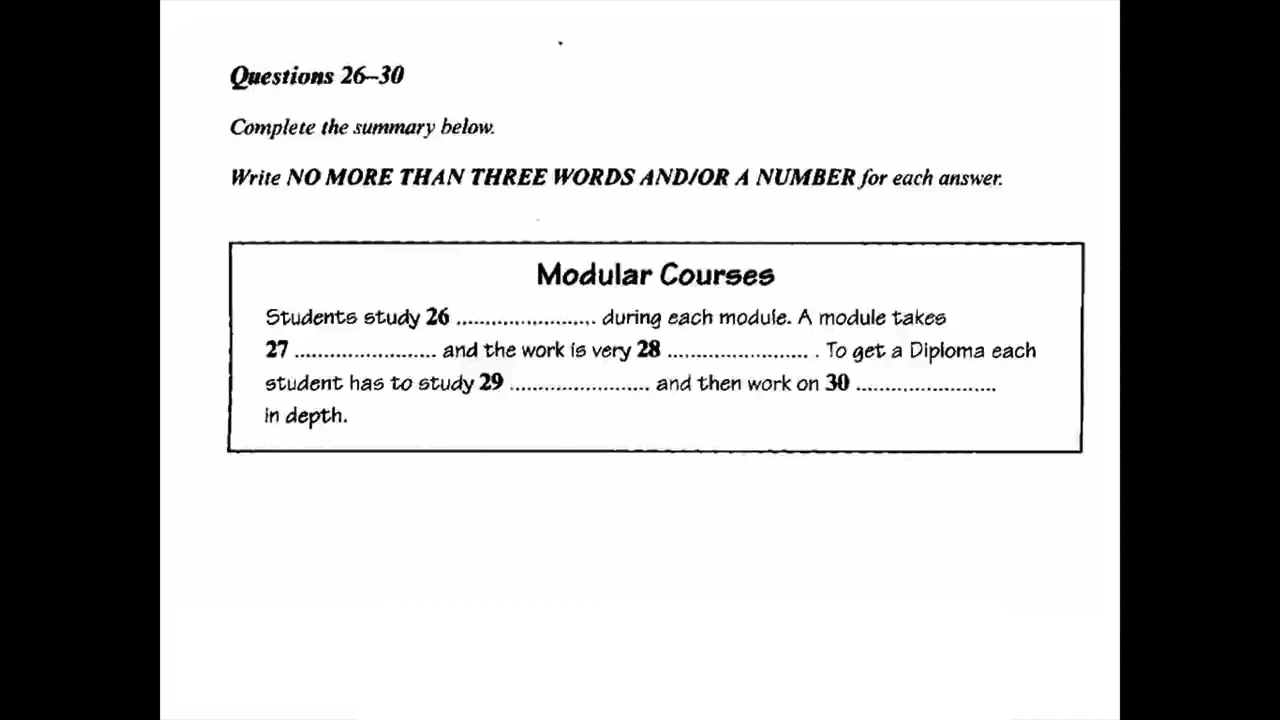 Questions 26–30
Complete the summary below.
Write NO MORE THAN THREE WORDS AND/OR A NUMBER for each answer.
Modular Courses
Students study 26 ........................ during each module. A module takes
27 ........................ and the work is very 28 ........................ . To get a Diploma each
student has to study 29 ........................ and then work on 30 ........................
in depth.